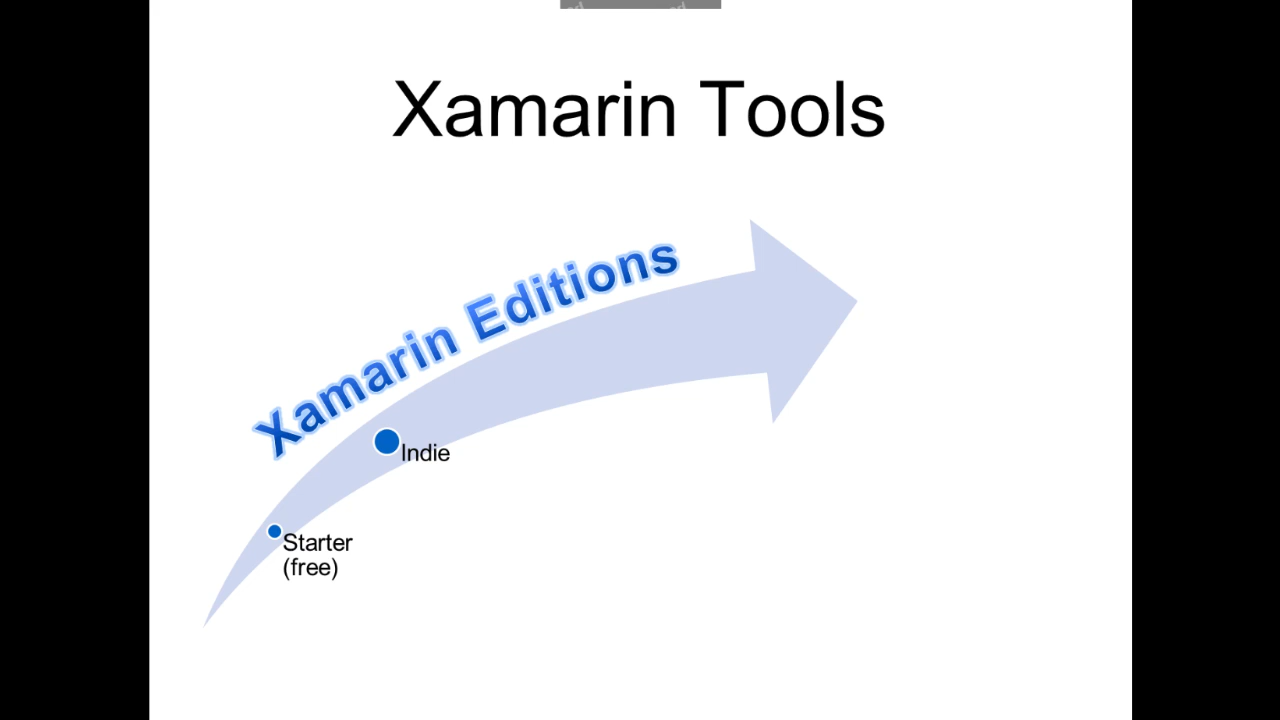 Xamarin Tools
Xamarin Editions
Indie
Starter
(free)